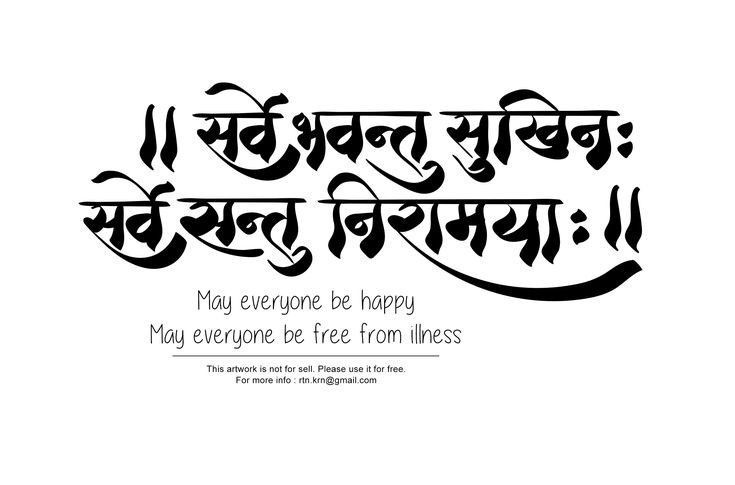 ॥ सर्वे भवन्तु सुखिनः
सर्वे सन्तु निरामयाः॥
May everyone be happy
May everyone be free from illness
This artwork is not for sell. Please use it for free.
For more info : rtn.krn@gmail.com